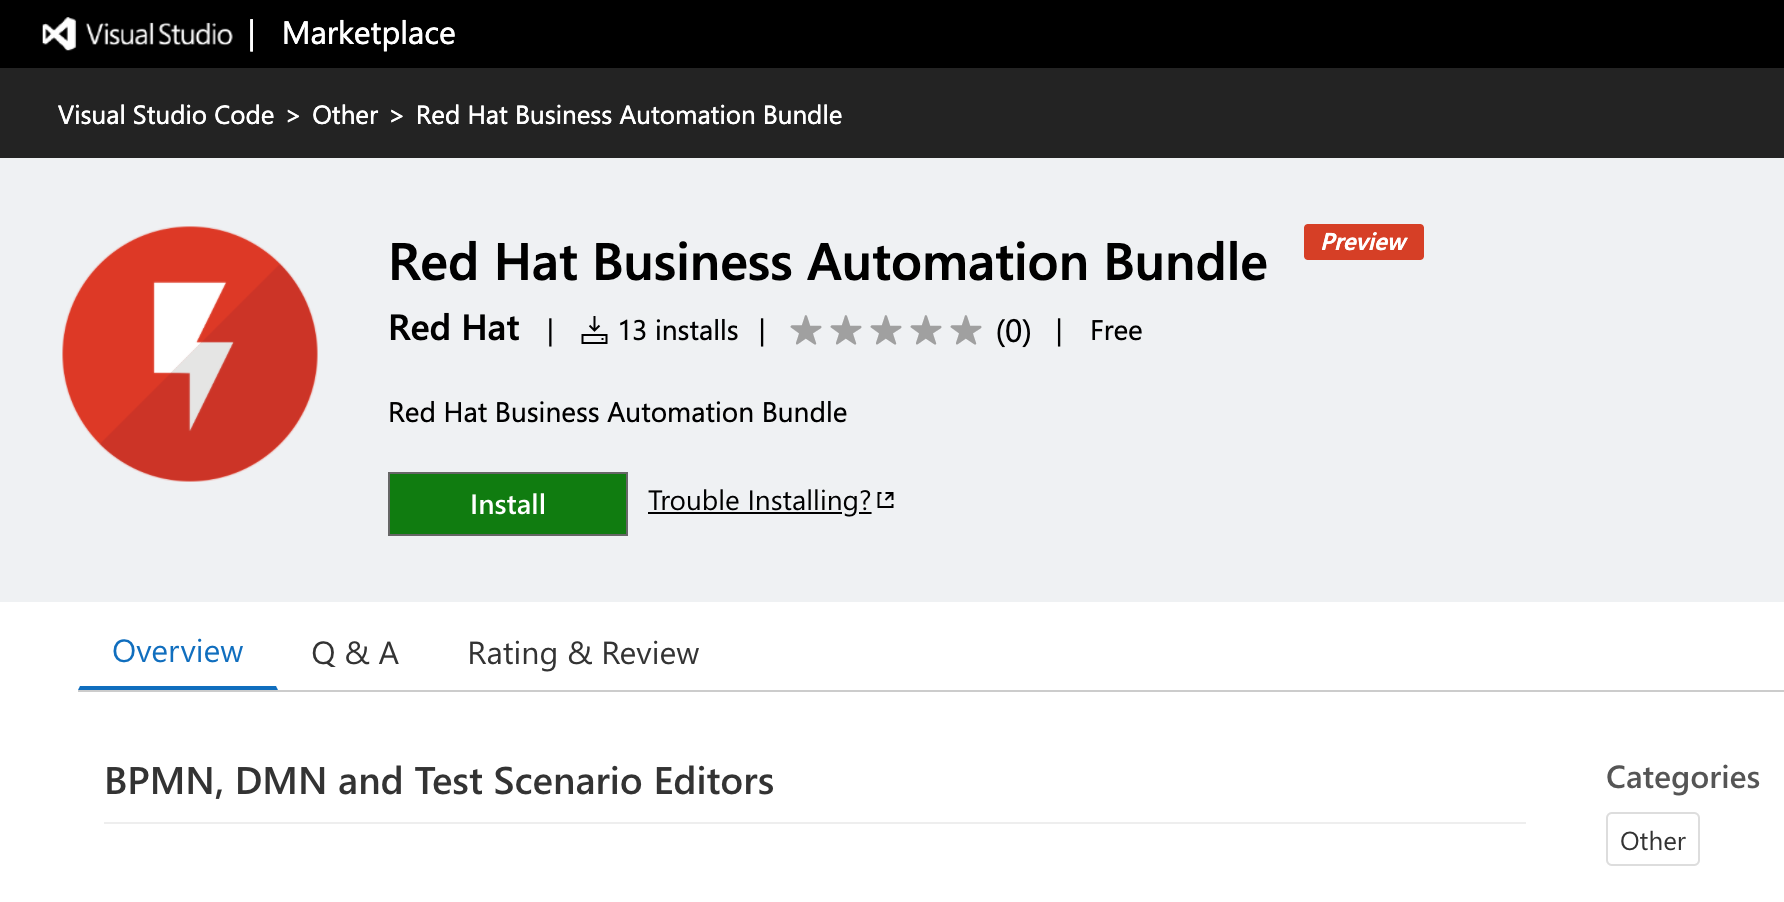 Visual Studio | Marketplace
Visual Studio Code > Other > Red Hat Business Automation Bundle
Red Hat Business Automation Bundle Preview
Red Hat | 13 installs | (0) | Free
Red Hat Business Automation Bundle
Install Trouble Installing?
Overview Q & A Rating & Review
BPMN, DMN and Test Scenario Editors
Categories
Other